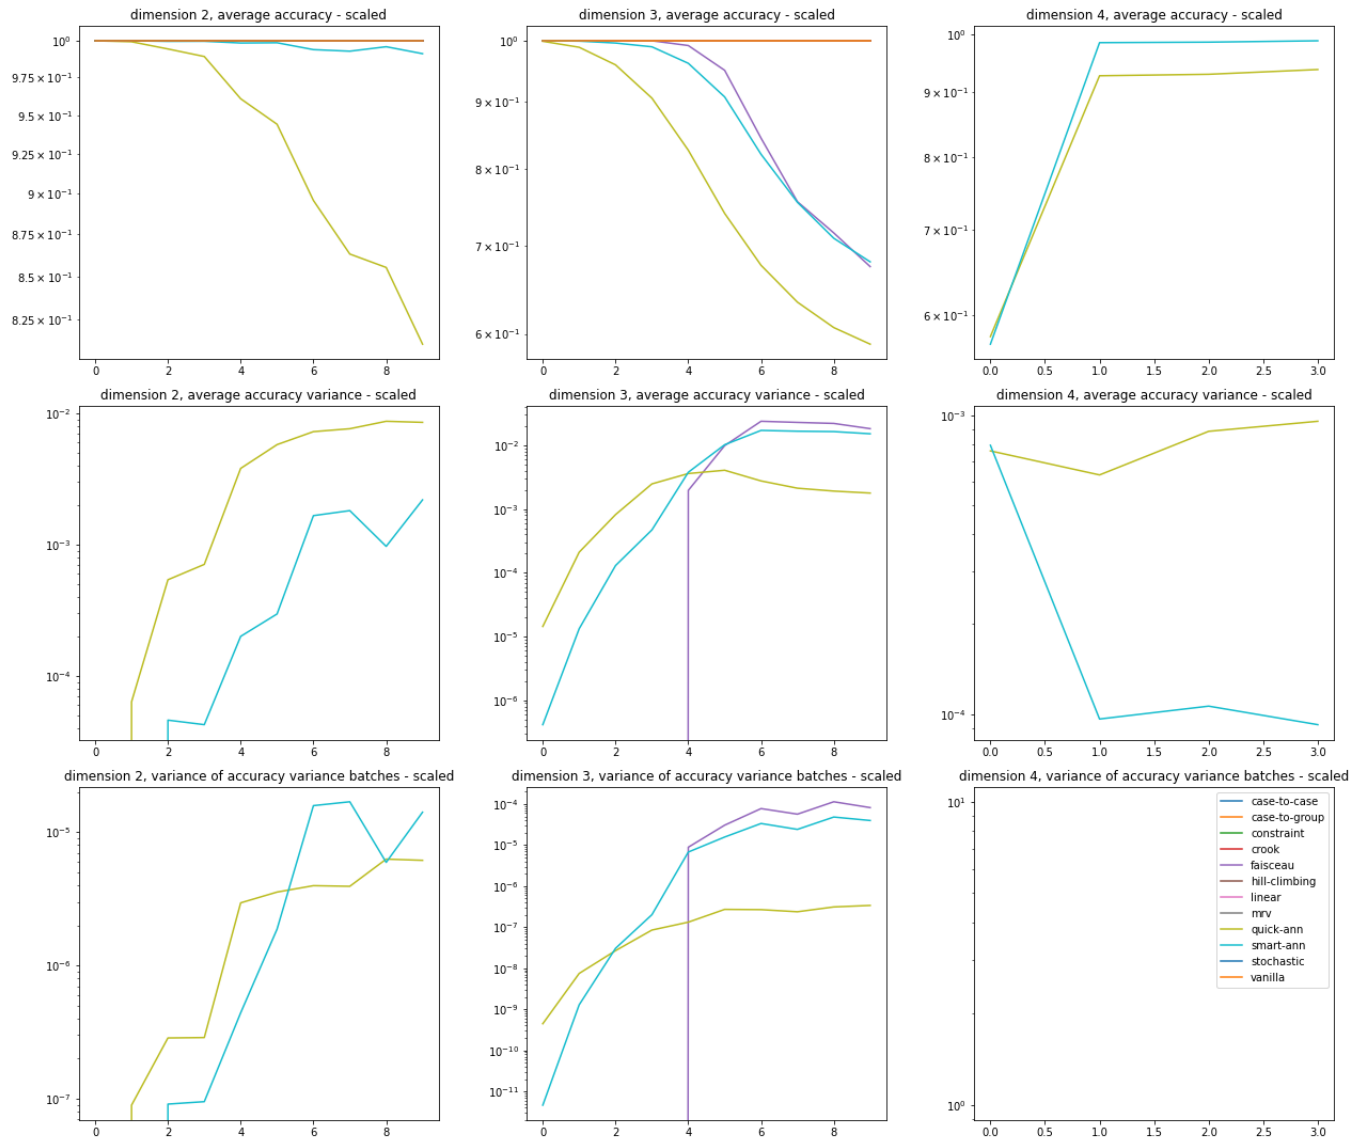 dimension 2, average accuracy - scaled
10⁰
9.75 × 10⁻¹
9.5 × 10⁻¹
9.25 × 10⁻¹
9 × 10⁻¹
8.75 × 10⁻¹
8.5 × 10⁻¹
8.25 × 10⁻¹
0 2 4 6 8
dimension 3, average accuracy - scaled
10⁰
9 × 10⁻¹
8 × 10⁻¹
7 × 10⁻¹
6 × 10⁻¹
0 2 4 6 8
dimension 4, average accuracy - scaled
10⁰
9 × 10⁻¹
8 × 10⁻¹
7 × 10⁻¹
6 × 10⁻¹
0.0 0.5 1.0 1.5 2.0 2.5 3.0
dimension 2, average accuracy variance - scaled
10⁻²
10⁻³
10⁻⁴
0 2 4 6 8
dimension 3, average accuracy variance - scaled
10⁻²
10⁻³
10⁻⁴
10⁻⁵
10⁻⁶
0 2 4 6 8
dimension 4, average accuracy variance - scaled
10⁻³
10⁻⁴
0.0 0.5 1.0 1.5 2.0 2.5 3.0
dimension 2, variance of accuracy variance batches - scaled
10⁻⁵
10⁻⁶
10⁻⁷
0 2 4 6 8
dimension 3, variance of accuracy variance batches - scaled
10⁻⁴
10⁻⁵
10⁻⁶
10⁻⁷
10⁻⁸
10⁻⁹
10⁻¹⁰
10⁻¹¹
0 2 4 6 8
dimension 4, variance of accuracy variance batches - scaled
10¹
10⁰
case-to-case
case-to-group
constraint
crook
faisceau
hill-climbing
linear
mrv
quick-ann
smart-ann
stochastic
vanilla
0.0 0.5 1.0 1.5 2.0 2.5 3.0